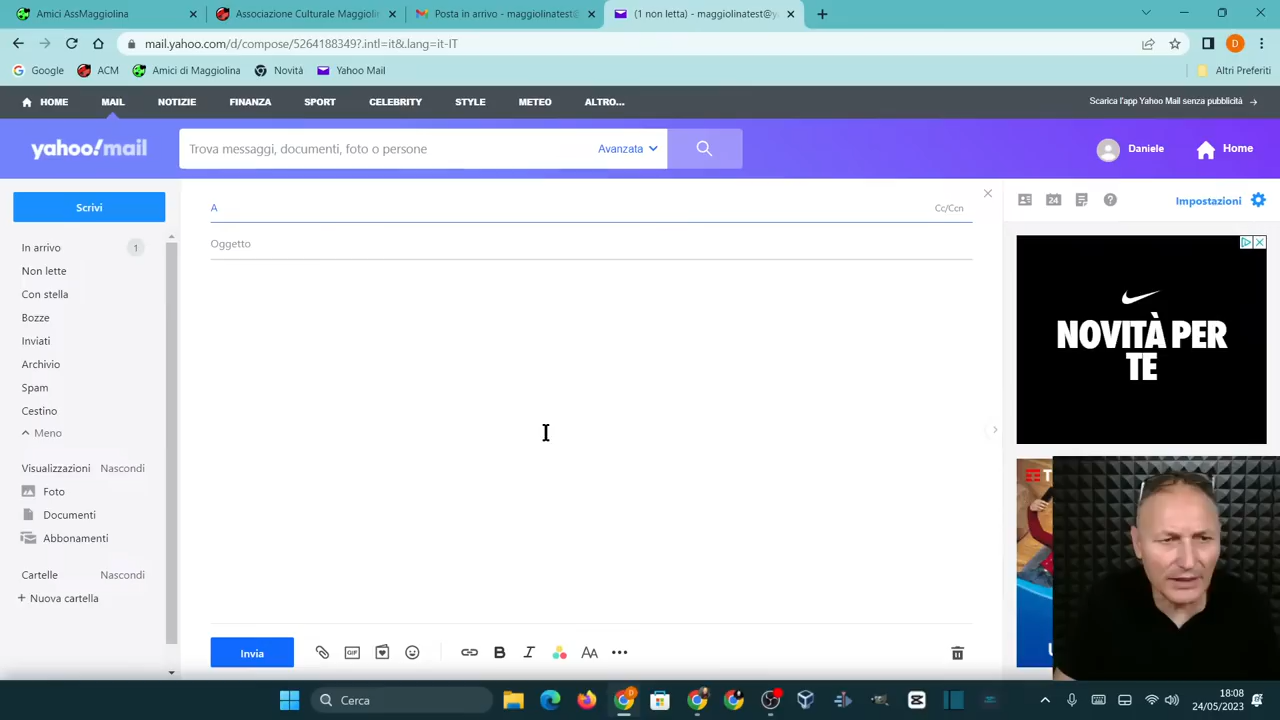 Amici AssMaggiolina
Associazione Culturale Maggiolin
Posta in arrivo - maggiolinatest@
(1 non letta) - maggiolinatest@y
mail.yahoo.com/d/compose/5264188349?.intl=it&.lang=it-IT
Google ACM Amici di Maggiolina Novità Yahoo Mail Altri Preferiti
HOME MAIL NOTIZIE FINANZA SPORT CELEBRITY STYLE METEO ALTRO... Scarica l'app Yahoo Mail senza pubblicità
yahoo!mail Trova messaggi, documenti, foto o persone Avanzata Daniele Home
Scrivi
A Cc/Ccn
Impostazioni
Oggetto
In arrivo 1
Non lette
Con stella
Bozze
Inviati
Archivio
Spam
Cestino
Meno
Visualizzazioni Nascondi
Foto
Documenti
Abbonamenti
Cartelle Nascondi
+ Nuova cartella
24
NOVITÀ PER
TE
Invia GIF B I AA
Cerca
18:08
24/05/2023